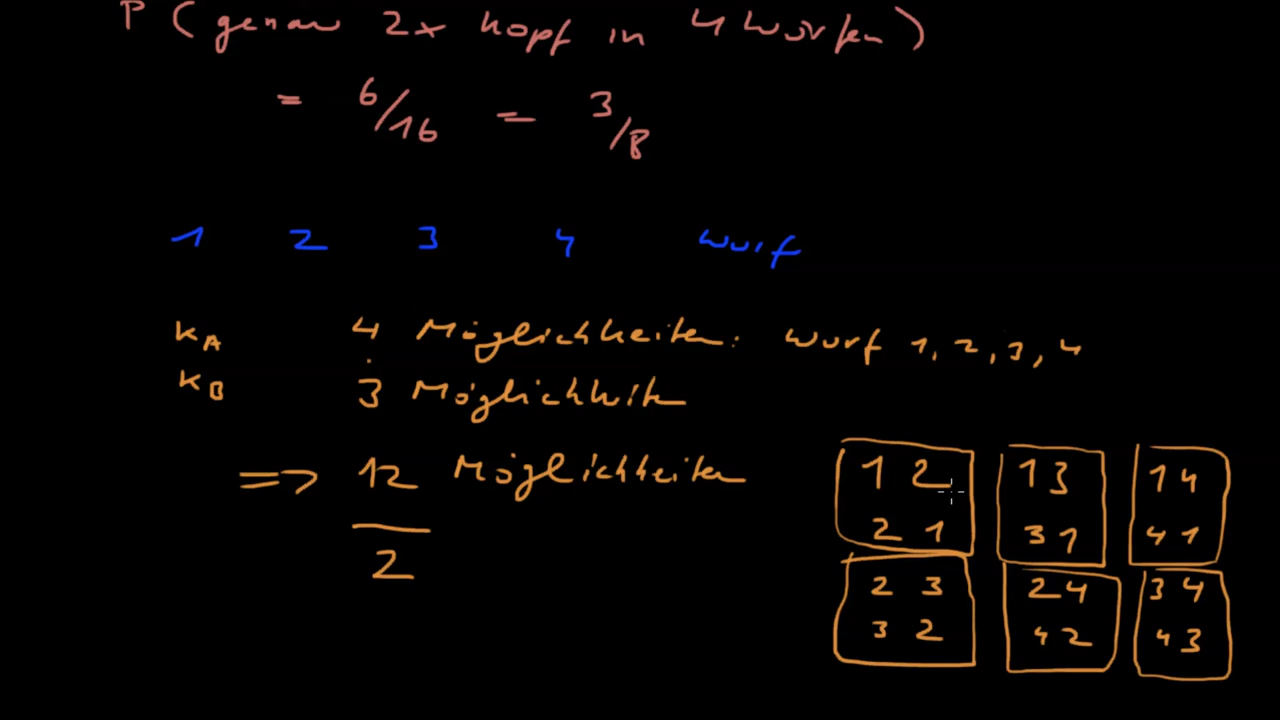 P ( genau 2x Kopf in 4 Würfen )
= 6/16 = 3/8
1 2 3 4 Wurf
KA 4 Möglichkeiten: Wurf 1, 2, 3, 4
·
KB 3 Möglichkeiten
=> 12 Möglichkeiten
2
1 2 1 3 1 4
2 1 3 1 4 1
2 3 2 4 3 4
3 2 4 2 4 3